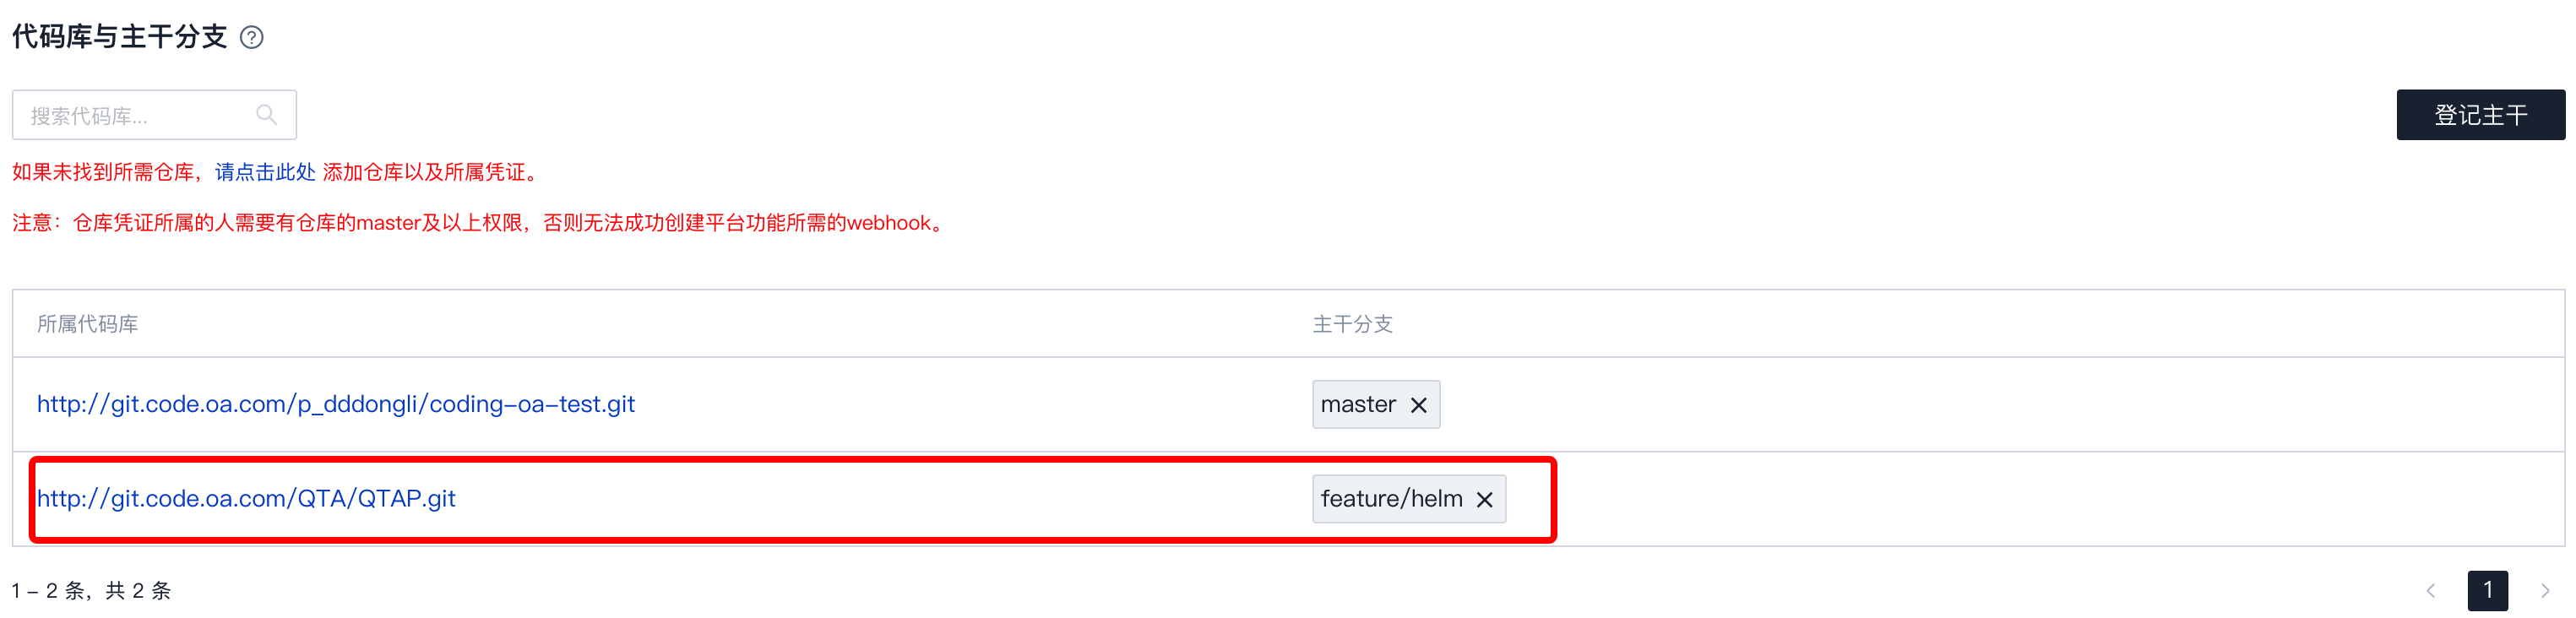 代码库与主干分支 ?
搜索代码库...
登记主干
如果未找到所需仓库，请点击此处 添加仓库以及所属凭证。
注意：仓库凭证所属的人需要有仓库的master及以上权限，否则无法成功创建平台功能所需的webhook。
所属代码库 主干分支
http://git.code.oa.com/p_dddongli/coding-oa-test.git master ×
http://git.code.oa.com/QTA/QTAP.git feature/helm ×
1 - 2 条，共 2 条 < 1 >